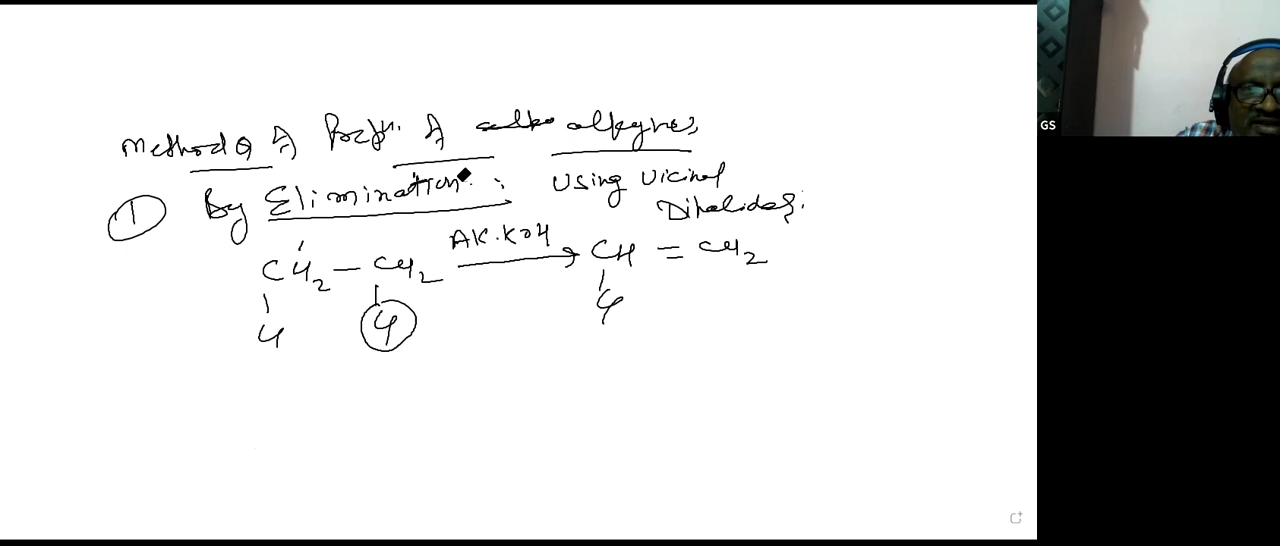 Methods of Prepn. of alkynes
① By Elimination : Using Vicinal
Dihalides:
CH2 — CH2 Alc. KOH → CH = CH2
Cl Cl Cl
GS